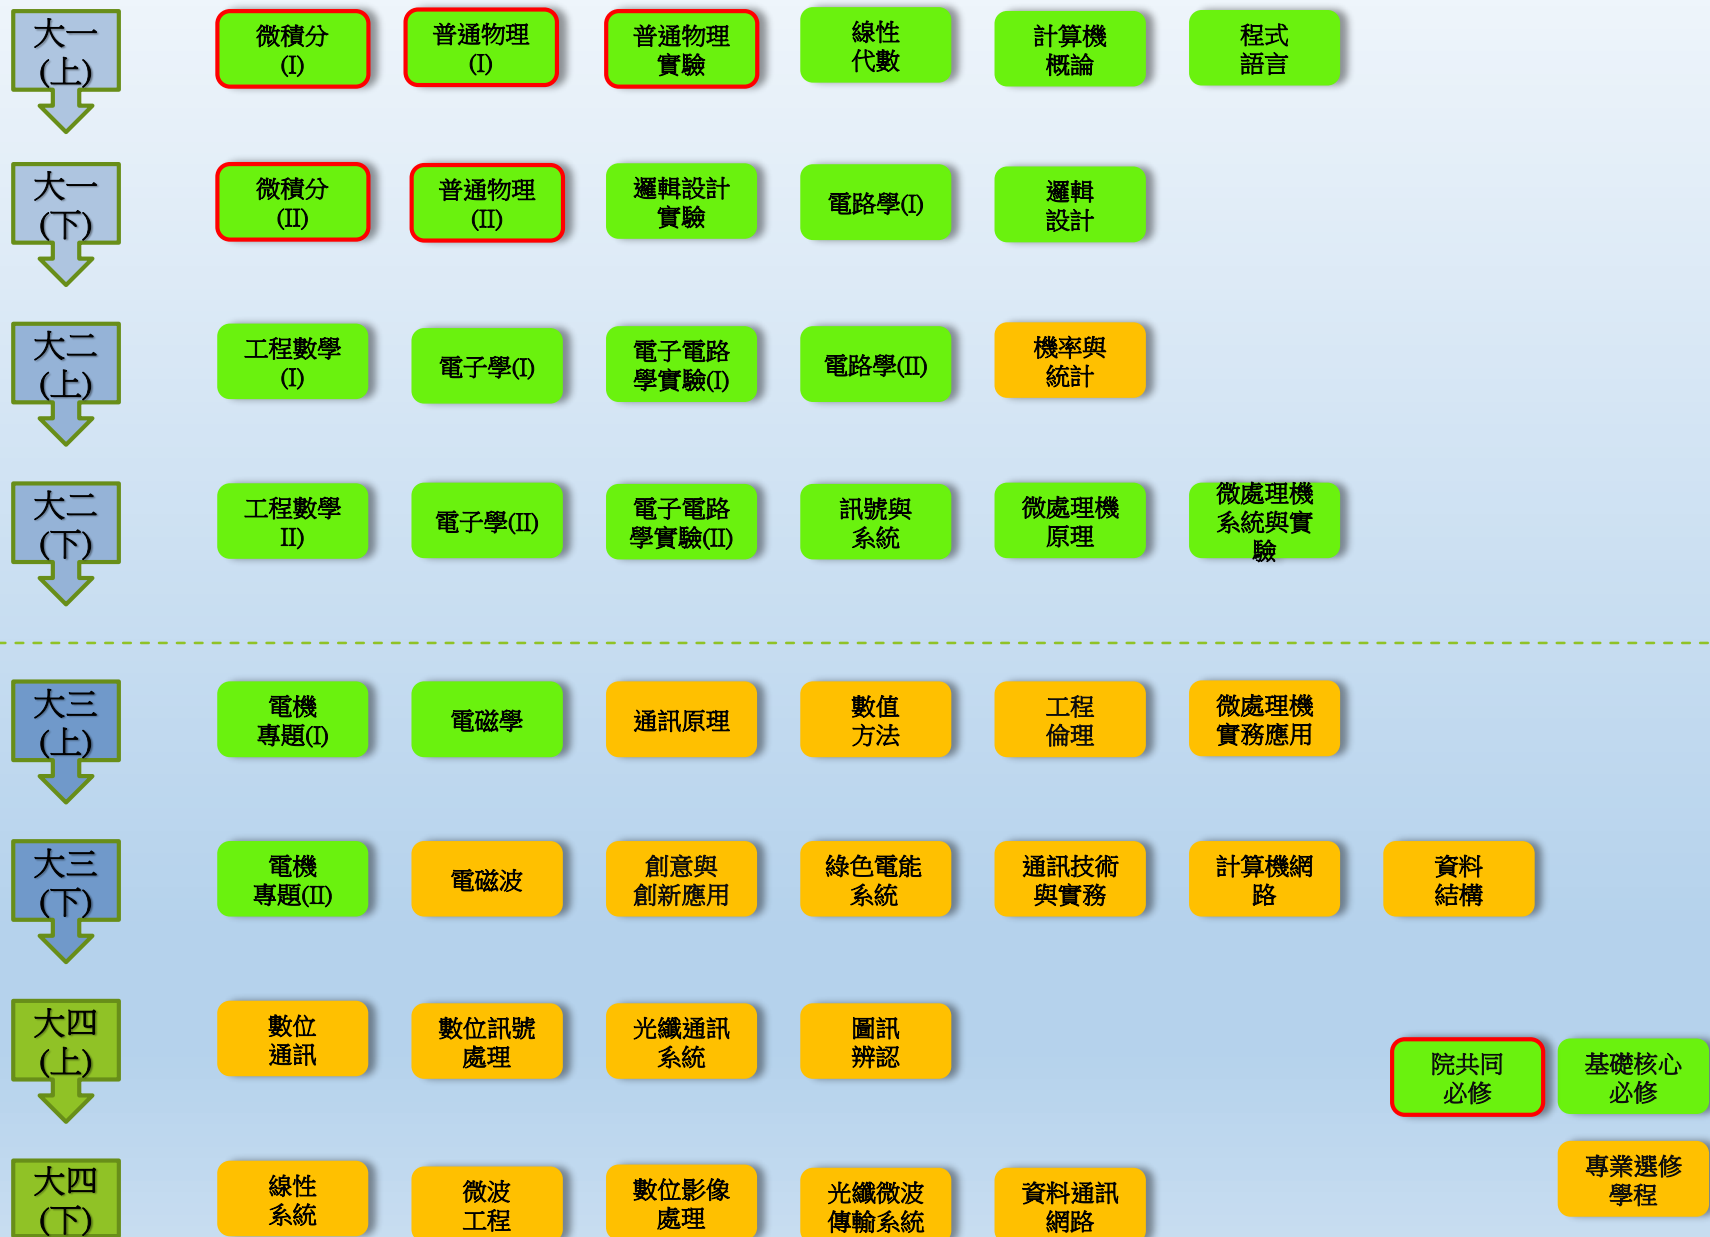 大一
(上)
微積分
(I)
普通物理
(I)
普通物理
實驗
線性
代數
計算機
概論
程式
語言
大一
(下)
微積分
(II)
普通物理
(II)
邏輯設計
實驗
電路學(I)
邏輯
設計
大二
(上)
工程數學
(I)
電子學(I)
電子電路
學實驗(I)
電路學(II)
機率與
統計
大二
(下)
工程數學
II)
電子學(II)
電子電路
學實驗(II)
訊號與
系統
微處理機
原理
微處理機
系統與實
驗
大三
(上)
電機
專題(I)
電磁學
通訊原理
數值
方法
工程
倫理
微處理機
實務應用
大三
(下)
電機
專題(II)
電磁波
創意與
創新應用
綠色電能
系統
通訊技術
與實務
計算機網
路
資料
結構
大四
(上)
數位
通訊
數位訊號
處理
光纖通訊
系統
圖訊
辨認
院共同
必修
基礎核心
必修
專業選修
學程
大四
(下)
線性
系統
微波
工程
數位影像
處理
光纖微波
傳輸系統
資料通訊
網路